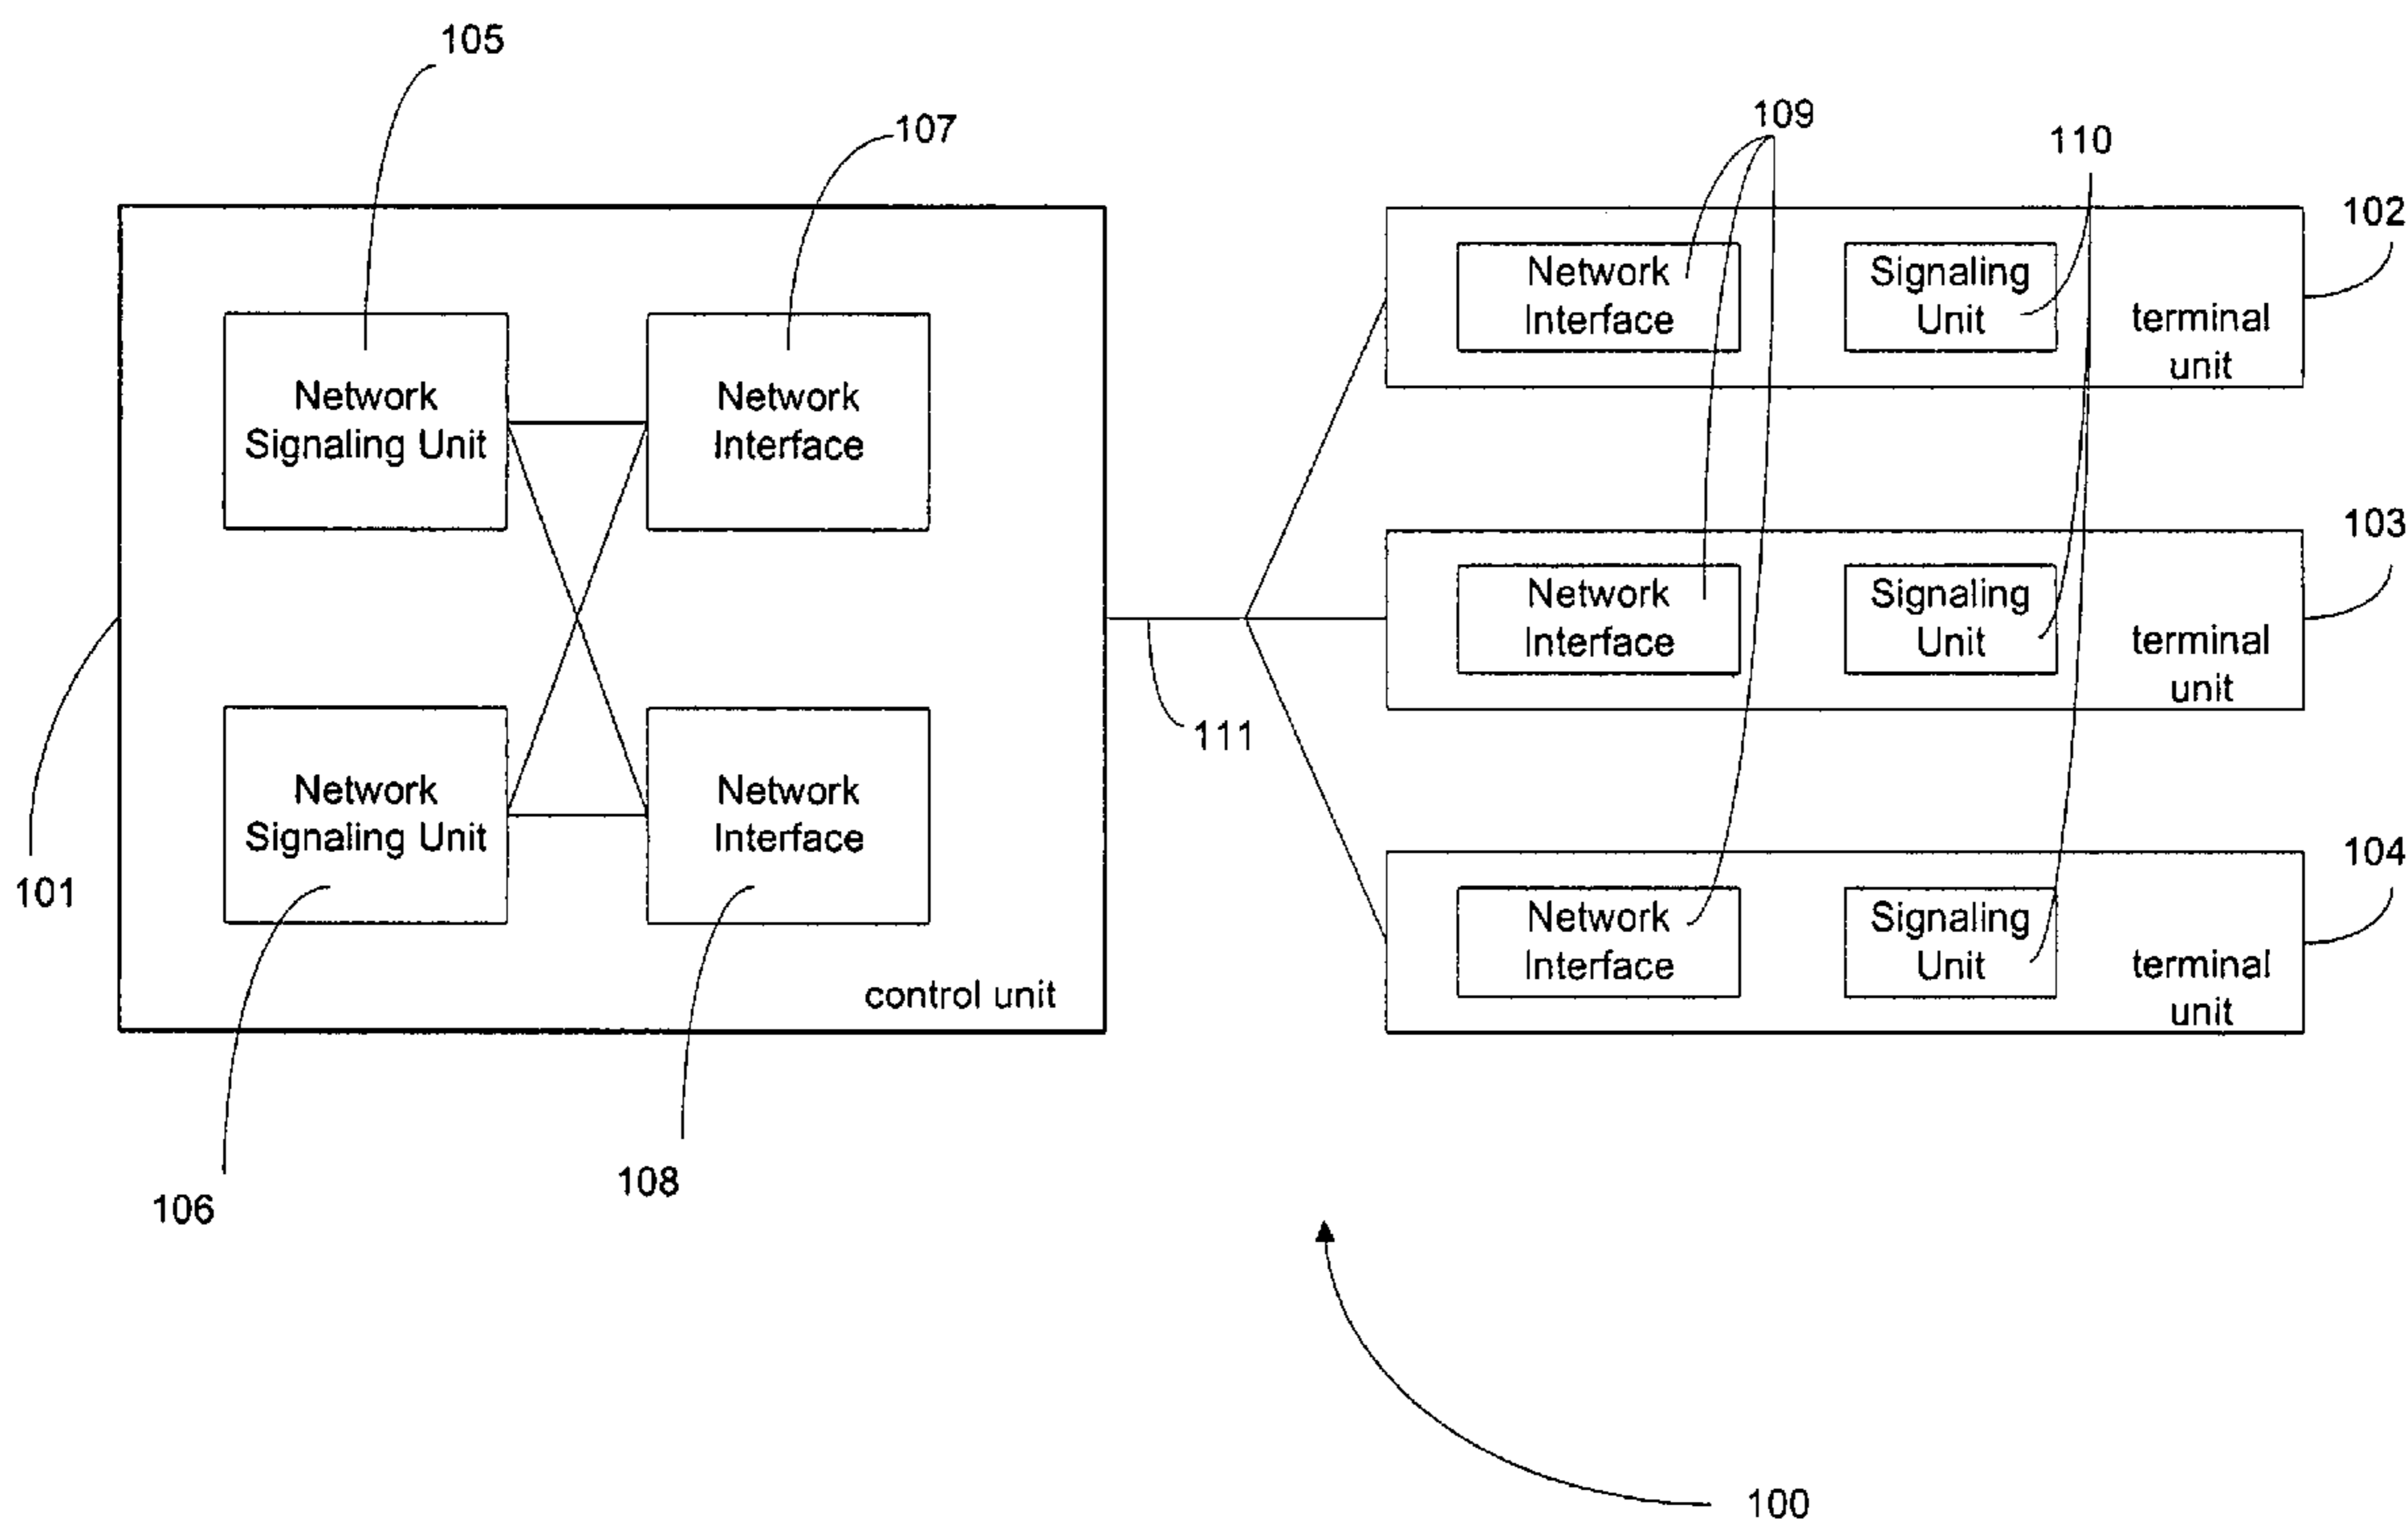 105
107
109
110
102
Network
Interface
Signaling
Unit
terminal
unit
Network
Signaling Unit
Network
Interface
103
Network
Interface
Signaling
Unit
terminal
unit
111
Network
Signaling Unit
Network
Interface
104
Network
Interface
Signaling
Unit
terminal
unit
101
control unit
106
108
100